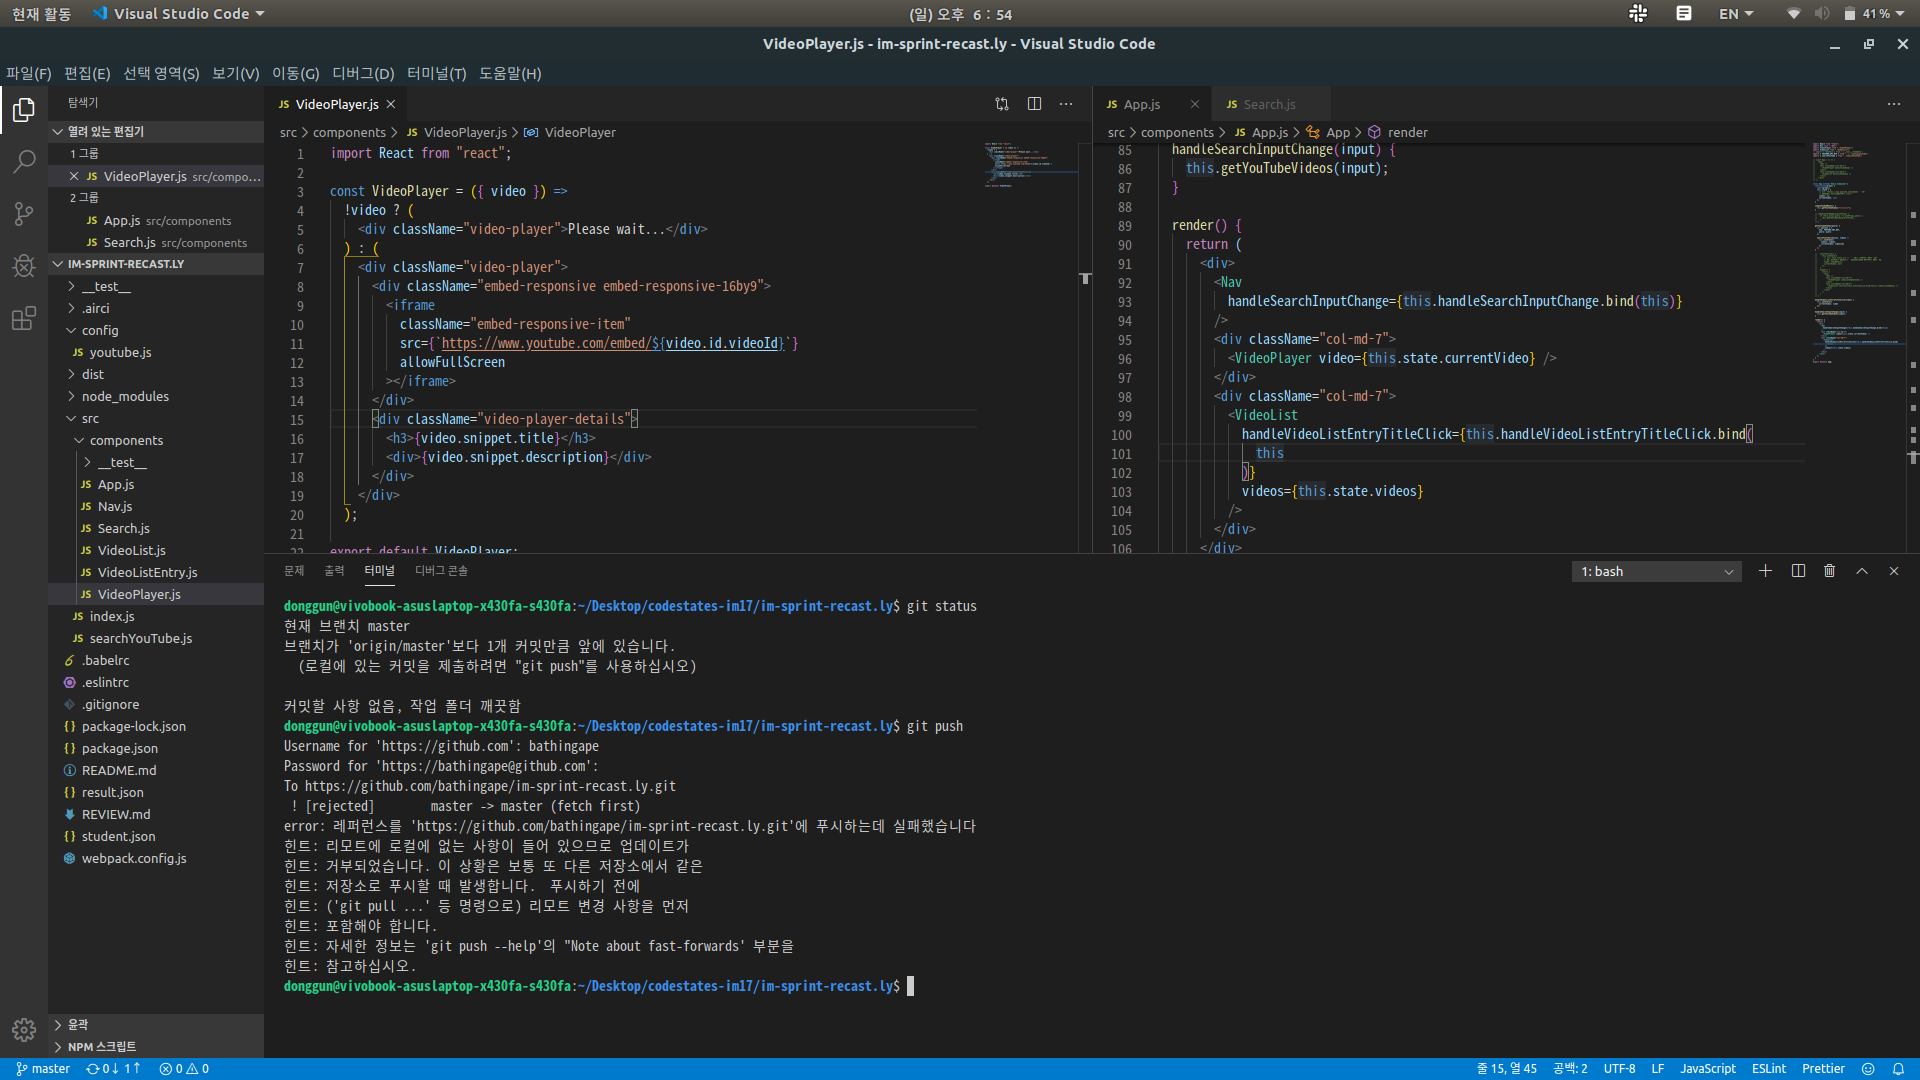 현재 활동
Visual Studio Code
(일) 오후 6 : 54
EN
41 %
VideoPlayer.js - im-sprint-recast.ly - Visual Studio Code
파일(F) 편집(E) 선택 영역(S) 보기(V) 이동(G) 디버그(D) 터미널(T) 도움말(H)
탐색기
열려 있는 편집기
1 그룹
VideoPlayer.js src/compo...
2 그룹
App.js src/components
Search.js src/components
IM-SPRINT-RECAST.LY
__test__
.airci
config
youtube.js
dist
node_modules
src
components
__test__
App.js
Nav.js
Search.js
VideoList.js
VideoListEntry.js
VideoPlayer.js
index.js
searchYouTube.js
.babelrc
.eslintrc
.gitignore
package-lock.json
package.json
README.md
result.json
REVIEW.md
student.json
webpack.config.js
윤곽
NPM 스크립트
JS VideoPlayer.js
src > components > JS VideoPlayer.js > VideoPlayer
1 import React from "react";
2
3 const VideoPlayer = ({ video }) =>
4 !video ? (
5 <div className="video-player">Please wait...</div>
6 ) : (
7 <div className="video-player">
8 <div className="embed-responsive embed-responsive-16by9">
9 <iframe
10 className="embed-responsive-item"
11 src={`https://www.youtube.com/embed/${video.id.videoId}`}
12 allowFullScreen
13 ></iframe>
14 </div>
15 <div className="video-player-details">
16 <h3>{video.snippet.title}</h3>
17 <div>{video.snippet.description}</div>
18 </div>
19 </div>
20 );
21
22 export default VideoPlayer;
JS App.js
JS Search.js
src > components > JS App.js > App > render
85 handleSearchInputChange(input) {
86 this.getYouTubeVideos(input);
87 }
88
89 render() {
90 return (
91 <div>
92 <Nav
93 handleSearchInputChange={this.handleSearchInputChange.bind(this)}
94 />
95 <div className="col-md-7">
96 <VideoPlayer video={this.state.currentVideo} />
97 </div>
98 <div className="col-md-7">
99 <VideoList
100 handleVideoListEntryTitleClick={this.handleVideoListEntryTitleClick.bind(
101 this
102 )}
103 videos={this.state.videos}
104 />
105 </div>
106 </div>
문제 출력 터미널 디버그 콘솔
1: bash
donggun@vivobook-asuslaptop-x430fa-s430fa:~/Desktop/codestates-im17/im-sprint-recast.ly$ git status
현재 브랜치 master
브랜치가 'origin/master'보다 1개 커밋만큼 앞에 있습니다.
(로컬에 있는 커밋을 제출하려면 "git push"를 사용하십시오)
커밋할 사항 없음, 작업 폴더 깨끗함
donggun@vivobook-asuslaptop-x430fa-s430fa:~/Desktop/codestates-im17/im-sprint-recast.ly$ git push
Username for 'https://github.com': bathingape
Password for 'https://bathingape@github.com':
To https://github.com/bathingape/im-sprint-recast.ly.git
! [rejected] master -> master (fetch first)
error: 레퍼런스를 'https://github.com/bathingape/im-sprint-recast.ly.git'에 푸시하는데 실패했습니다
힌트: 리모트에 로컬에 없는 사항이 들어 있으므로 업데이트가
힌트: 거부되었습니다. 이 상황은 보통 또 다른 저장소에서 같은
힌트: 저장소로 푸시할 때 발생합니다. 푸시하기 전에
힌트: ('git pull ...' 등 명령으로) 리모트 변경 사항을 먼저
힌트: 포함해야 합니다.
힌트: 자세한 정보는 'git push --help'의 "Note about fast-forwards' 부분을
힌트: 참고하십시오.
donggun@vivobook-asuslaptop-x430fa-s430fa:~/Desktop/codestates-im17/im-sprint-recast.ly$
master 0↓ 1↑ 0 0
줄 15, 열 45 공백: 2 UTF-8 LF JavaScript ESLint Prettier